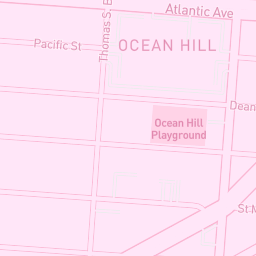 Atlantic Ave
Pacific St
OCEAN HILL
Thomas S. B
Dean
Ocean Hill
Playground
St M